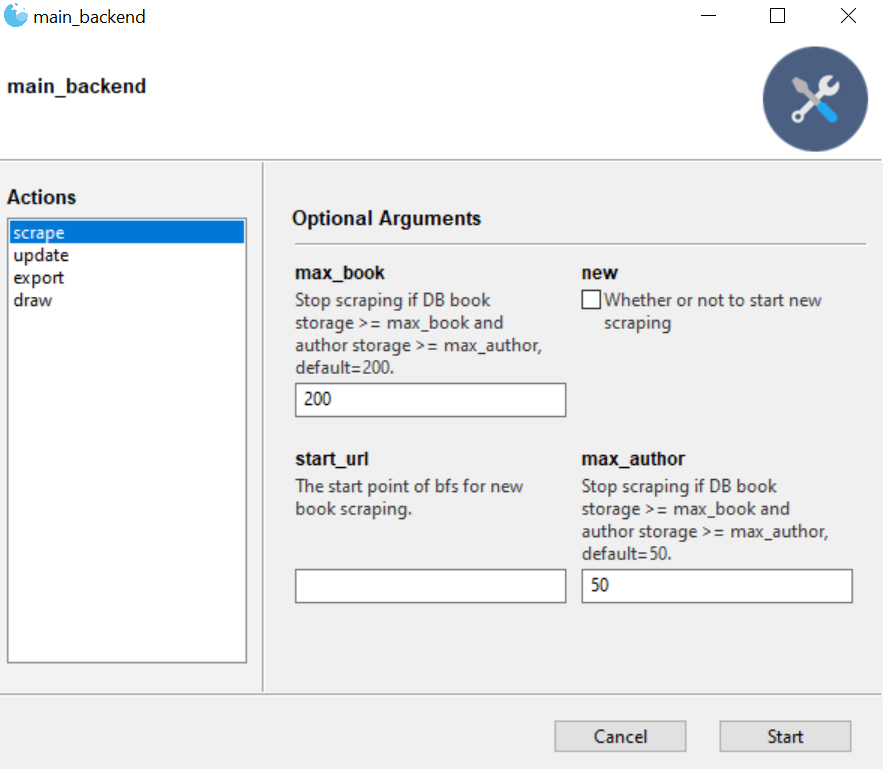 main_backend
main_backend
Actions
scrape
update
export
draw
Optional Arguments
max_book
Stop scraping if DB book
storage >= max_book and
author storage >= max_author,
default=200.
200
new
Whether or not to start new
scraping
start_url
The start point of bfs for new
book scraping.
max_author
Stop scraping if DB book
storage >= max_book and
author storage >= max_author,
default=50.
50
Cancel
Start